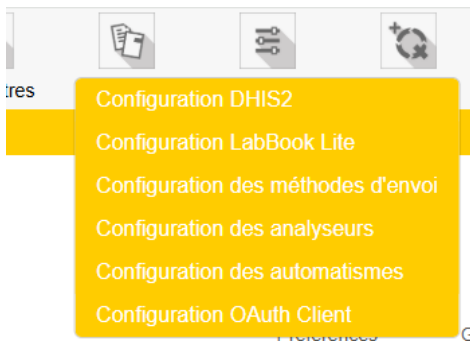 tres
Configuration DHIS2
Configuration LabBook Lite
Configuration des méthodes d'envoi
Configuration des analyseurs
Configuration des automatismes
Configuration OAuth Client
G